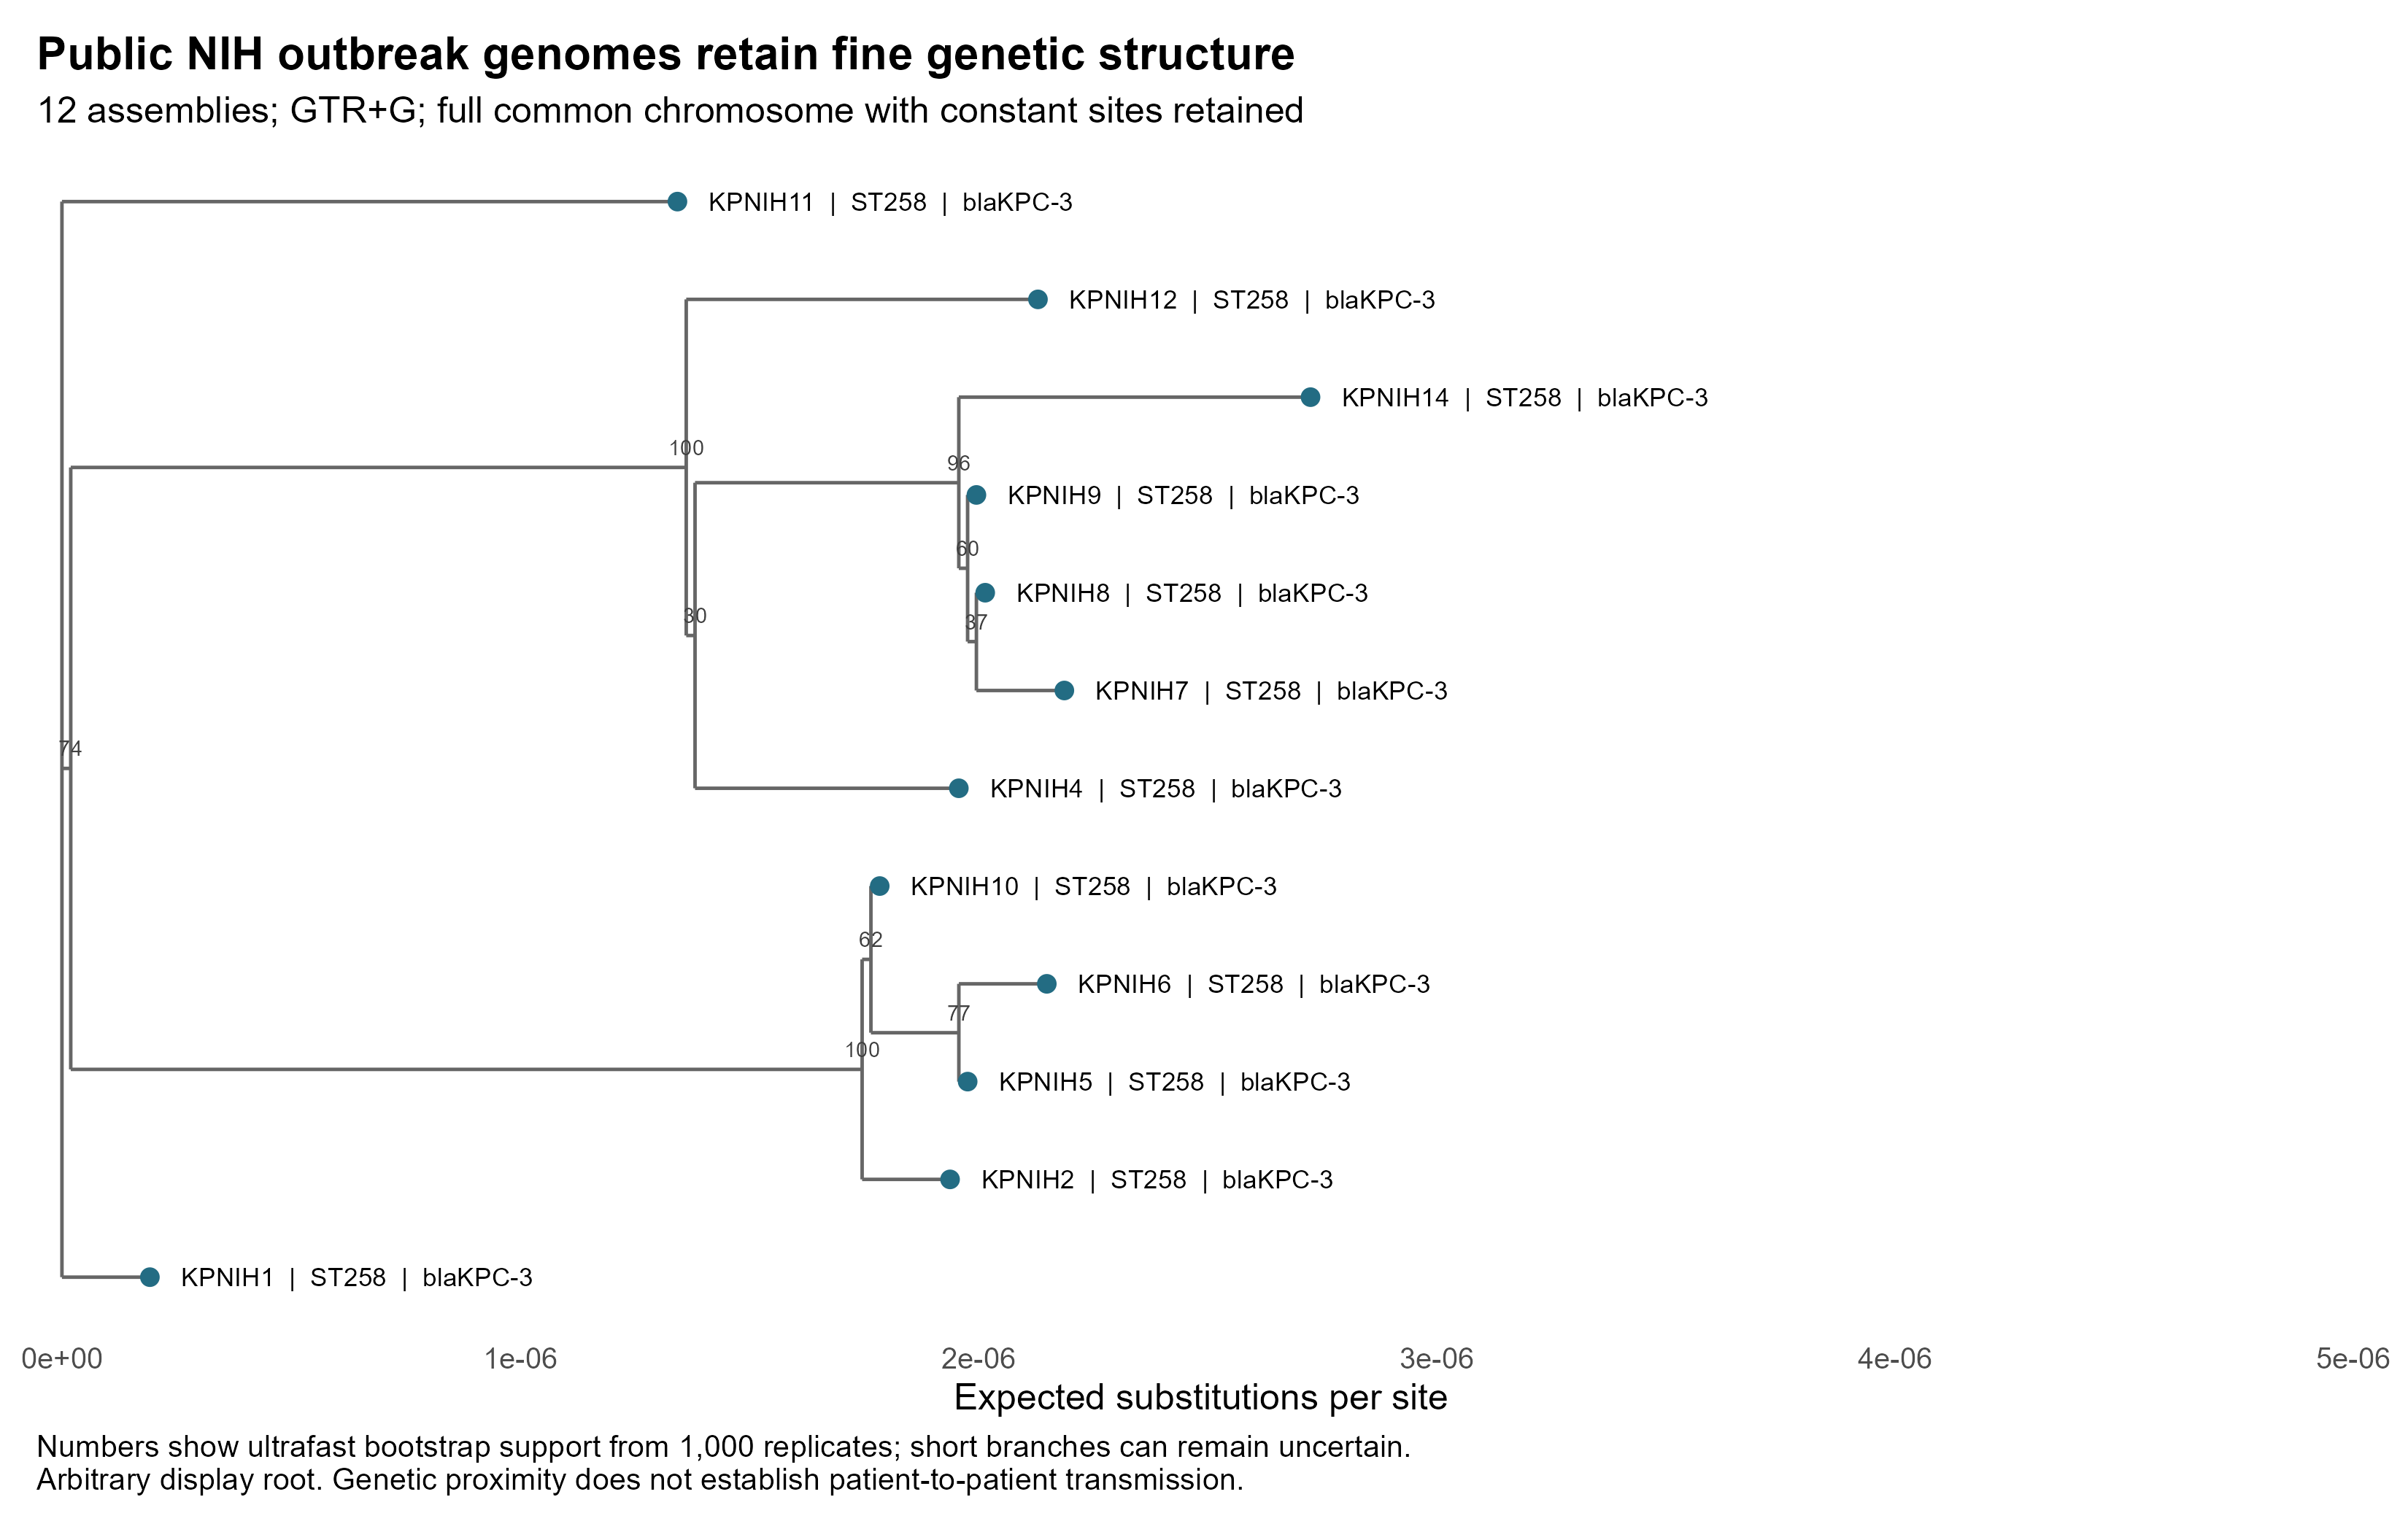 Public NIH outbreak genomes retain fine genetic structure
12 assemblies; GTR+G; full common chromosome with constant sites retained
KPNIH11 | ST258 | blaKPC-3
KPNIH12 | ST258 | blaKPC-3
KPNIH14 | ST258 | blaKPC-3
100
96
KPNIH9 | ST258 | blaKPC-3
60
KPNIH8 | ST258 | blaKPC-3
30
37
KPNIH7 | ST258 | blaKPC-3
74
KPNIH4 | ST258 | blaKPC-3
KPNIH10 | ST258 | blaKPC-3
62
KPNIH6 | ST258 | blaKPC-3
77
100
KPNIH5 | ST258 | blaKPC-3
KPNIH2 | ST258 | blaKPC-3
KPNIH1 | ST258 | blaKPC-3
0e+00 1e-06 2e-06 3e-06 4e-06 5e-06
Expected substitutions per site
Numbers show ultrafast bootstrap support from 1,000 replicates; short branches can remain uncertain.
Arbitrary display root. Genetic proximity does not establish patient-to-patient transmission.